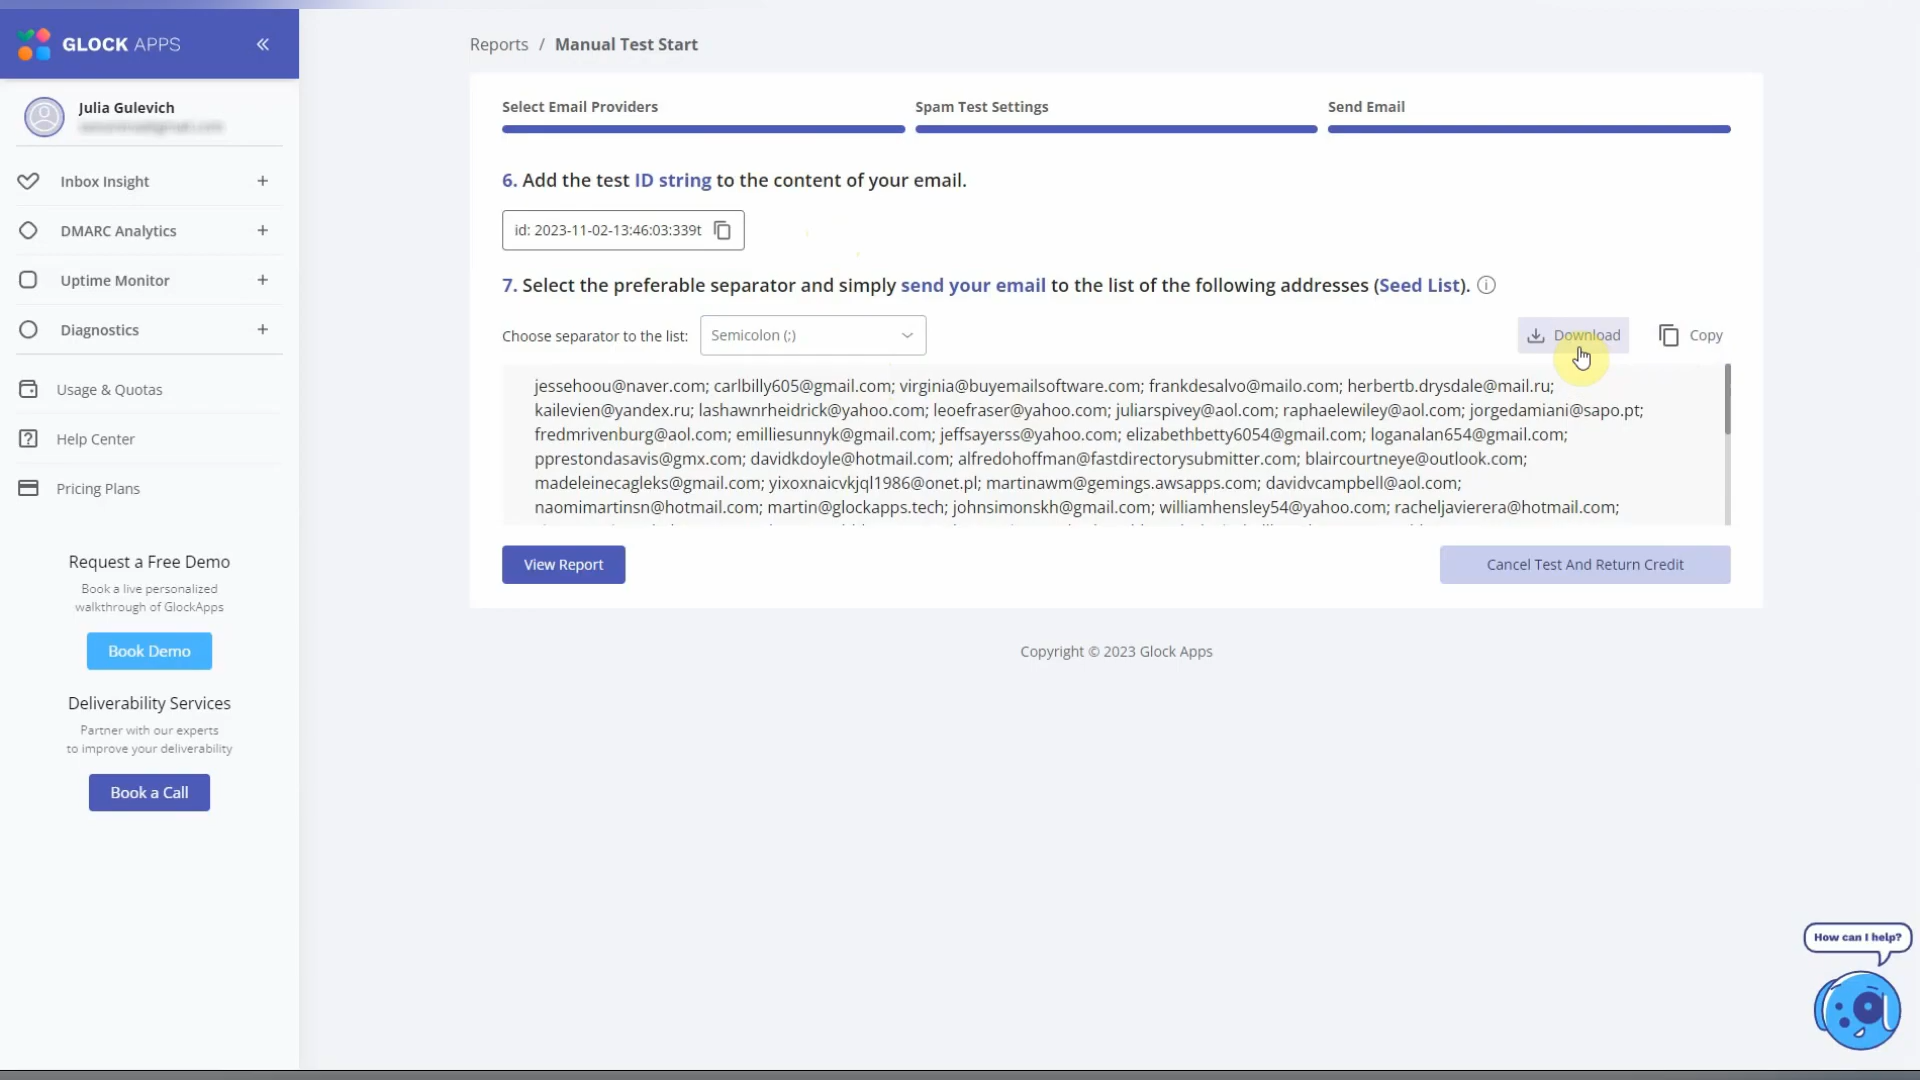 GLOCK APPS
Julia Gulevich
Inbox Insight
DMARC Analytics
Uptime Monitor
Diagnostics
Usage & Quotas
Help Center
Pricing Plans
Request a Free Demo
Book a live personalized
walkthrough of GlockApps
Book Demo
Deliverability Services
Partner with our experts
to improve your deliverability
Book a Call
Reports / Manual Test Start
Select Email Providers
Spam Test Settings
Send Email
6. Add the test ID string to the content of your email.
id: 2023-11-02-13:46:03:339t
7. Select the preferable separator and simply send your email to the list of the following addresses (Seed List).
Choose separator to the list: Semicolon (;)
Download
Copy
jessehoou@naver.com; carlbilly605@gmail.com; virginia@buyemailsoftware.com; frankdesalvo@mailo.com; herbertb.drysdale@mail.ru;
kailevien@yandex.ru; lashawnrheidrick@yahoo.com; leoefraser@yahoo.com; juliarspivey@aol.com; raphaelewiley@aol.com; jorgedamiani@sapo.pt;
fredmrivenburg@aol.com; emilliesunnyk@gmail.com; jeffsayerss@yahoo.com; elizabethbetty6054@gmail.com; loganalan654@gmail.com;
pprestondasavis@gmx.com; davidkdoyle@hotmail.com; alfredohoffman@fastdirectorysubmitter.com; blaircourtneye@outlook.com;
madeleinecagleks@gmail.com; yixoxnaicvkjql1986@onet.pl; martinawm@gemings.awsapps.com; davidvcampbell@aol.com;
naomimartinsn@hotmail.com; martin@glockapps.tech; johnsimonskh@gmail.com; williamhensley54@yahoo.com; racheljavierera@hotmail.com;
View Report
Cancel Test And Return Credit
Copyright © 2023 Glock Apps
How can I help?